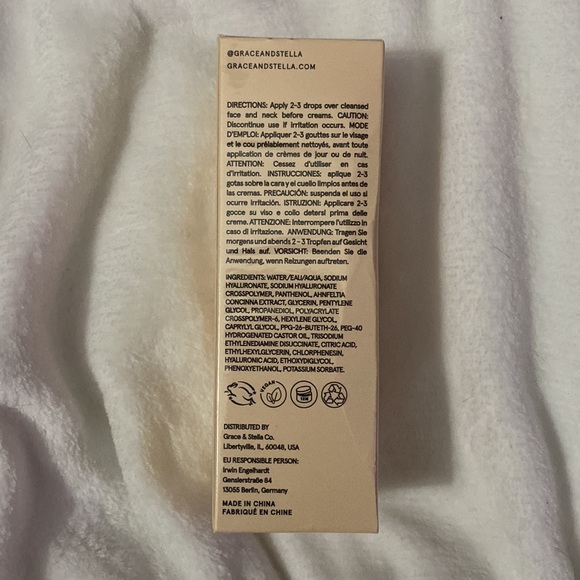 @GRACEANDSTELLA
GRACEANDSTELLA.COM
DIRECTIONS: Apply 2-3 drops over cleansed
face and neck before creams. CAUTION:
Discontinue use if irritation occurs. MODE
D'EMPLOI: Appliquer 2-3 gouttes sur le visage
et le cou préalablement nettoyés, avant toute
application de crèmes de jour ou de nuit.
ATTENTION: Cessez d'utiliser en cas
d'irritation. INSTRUCCIONES: aplique 2-3
gotas sobre la cara y el cuello limpios antes de
las cremas. PRECAUCIÓN: suspenda el uso si
ocurre irritación. ISTRUZIONI: Applicare 2-3
gocce su viso e collo detersi prima delle
creme. ATTENZIONE: Interrompere l'utilizzo in
caso di irritazione. ANWENDUNG: Tragen Sie
morgens und abends 2 - 3 Tropfen auf Gesicht
und Hals auf. VORSICHT: Beenden Sie die
Anwendung, wenn Reizungen auftreten.
INGREDIENTS: WATER/EAU/AQUA, SODIUM
HYALURONATE, SODIUM HYALURONATE
CROSSPOLYMER, PANTHENOL, AHNFELTIA
CONCINNA EXTRACT, GLYCERIN, PENTYLENE
GLYCOL, PROPANEDIOL, POLYACRYLATE
CROSSPOLYMER-6, HEXYLENE GLYCOL,
CAPRYLYL GLYCOL, PPG-26-BUTETH-26, PEG-40
HYDROGENATED CASTOR OIL, TRISODIUM
ETHYLENEDIAMINE DISUCCINATE, CITRIC ACID,
ETHYLHEXYLGLYCERIN, CHLORPHENESIN,
HYALURONIC ACID, ETHOXYDIGLYCOL,
PHENOXYETHANOL, POTASSIUM SORBATE.
VEGAN
DISTRIBUTED BY
Grace & Stella Co.
Libertyville, IL, 60048, USA
EU RESPONSIBLE PERSON:
Irwin Engelhardt
Genslerstraße 84
13055 Berlin, Germany
MADE IN CHINA
FABRIQUÉ EN CHINE